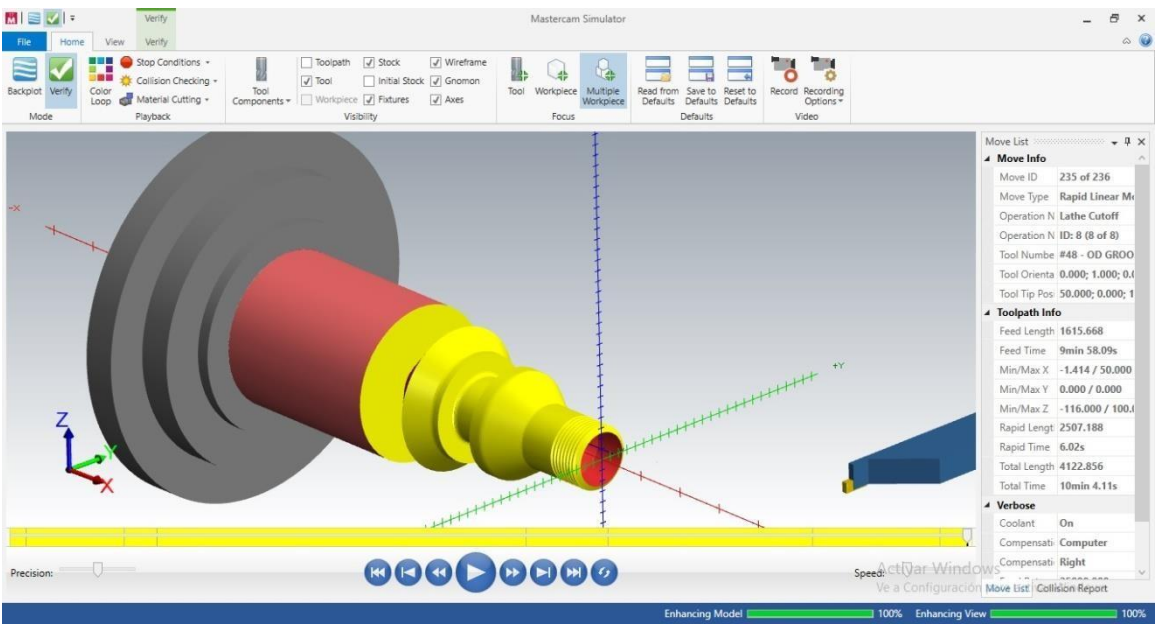 Verify
Mastercam Simulator
File Home View Verify
Backplot Verify
Mode
Color Loop
Stop Conditions
Collision Checking
Material Cutting
Playback
Tool Components
Toolpath Stock Wireframe
Tool Initial Stock Gnomon
Workpiece Fixtures Axes
Visibility
Tool Workpiece Multiple Workpiece
Focus
Read from Defaults Save to Defaults Reset to Defaults
Defaults
Record Recording Options
Video
-X
+Y
Z
Y
X
Move List
Move Info
Move ID 235 of 236
Move Type Rapid Linear Mo
Operation N Lathe Cutoff
Operation N ID: 8 (8 of 8)
Tool Numbe #48 - OD GROO
Tool Orienta 0.000; 1.000; 0.0
Tool Tip Pos 50.000; 0.000; 1
Toolpath Info
Feed Length 1615.668
Feed Time 9min 58.09s
Min/Max X -1.414 / 50.000
Min/Max Y 0.000 / 0.000
Min/Max Z -116.000 / 100.0
Rapid Lengt 2507.188
Rapid Time 6.02s
Total Length 4122.856
Total Time 10min 4.11s
Verbose
Coolant On
Compensati Computer
Compensati Right
Precision:
Speed:
Activar Windows
Ve a Configuración
Move List Collision Report
Enhancing Model 100% Enhancing View 100%